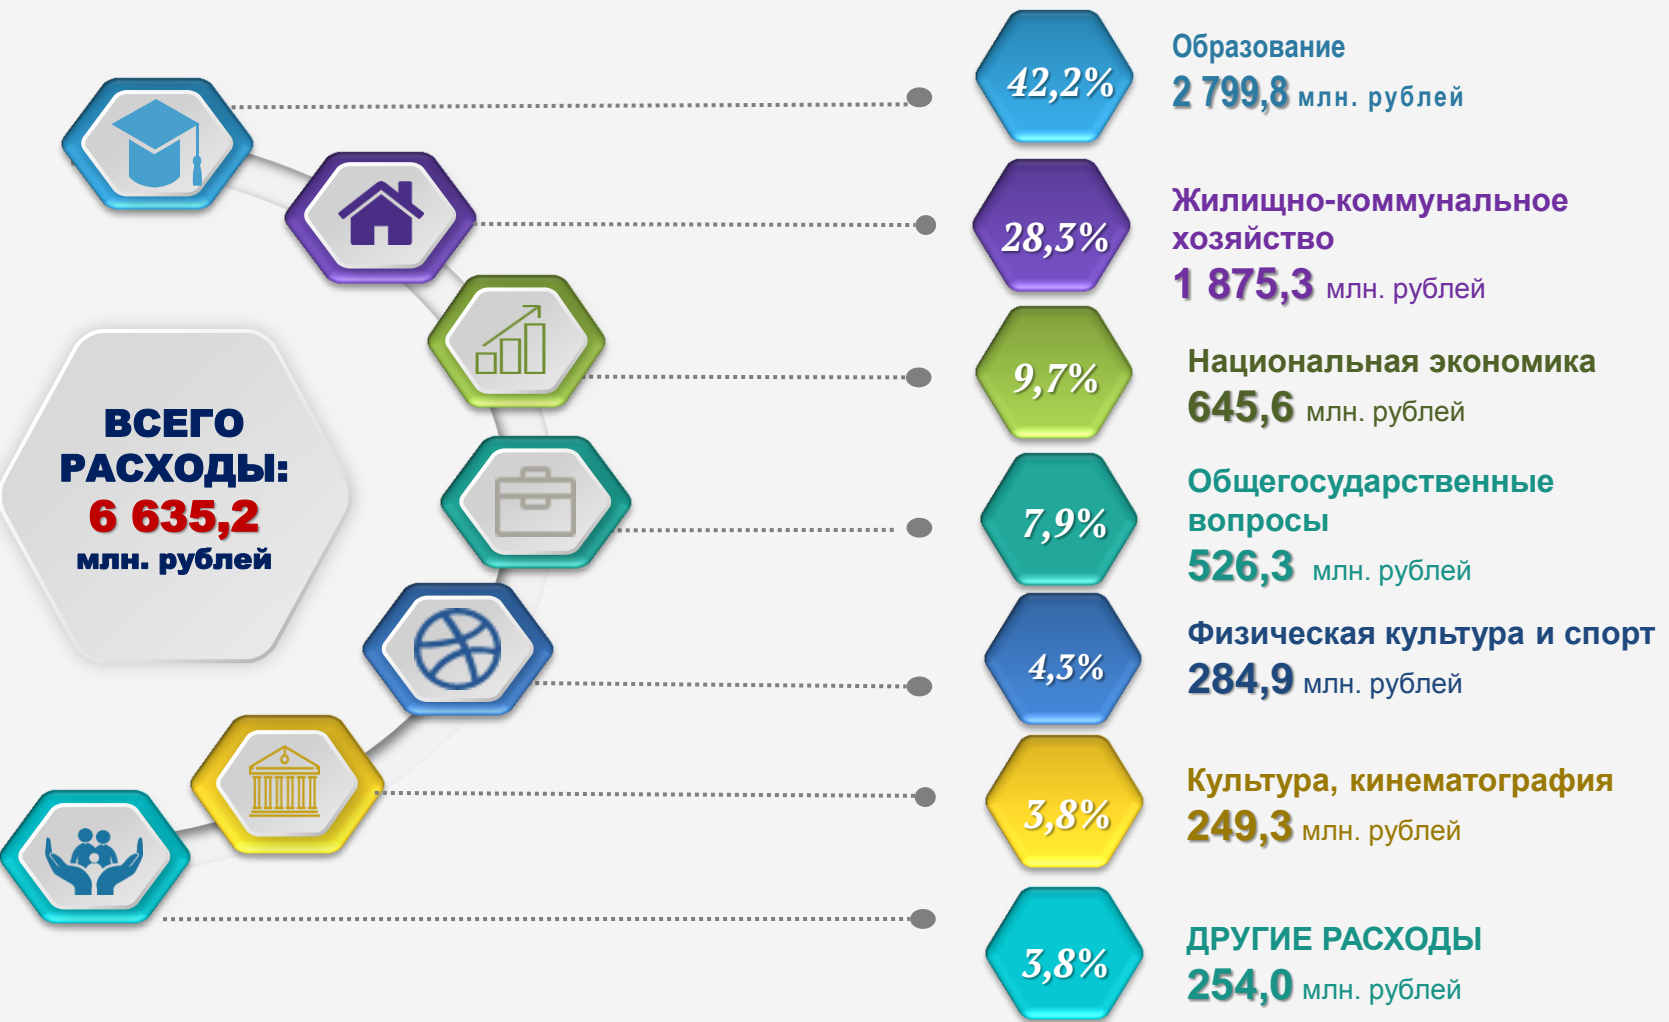 ВСЕГО
РАСХОДЫ:
6 635,2
млн. рублей
42,2%
Образование
2 799,8 млн. рублей
28,3%
Жилищно-коммунальное
хозяйство
1 875,3 млн. рублей
9,7%
Национальная экономика
645,6 млн. рублей
7,9%
Общегосударственные
вопросы
526,3 млн. рублей
4,3%
Физическая культура и спорт
284,9 млн. рублей
3,8%
Культура, кинематография
249,3 млн. рублей
3,8%
ДРУГИЕ РАСХОДЫ
254,0 млн. рублей